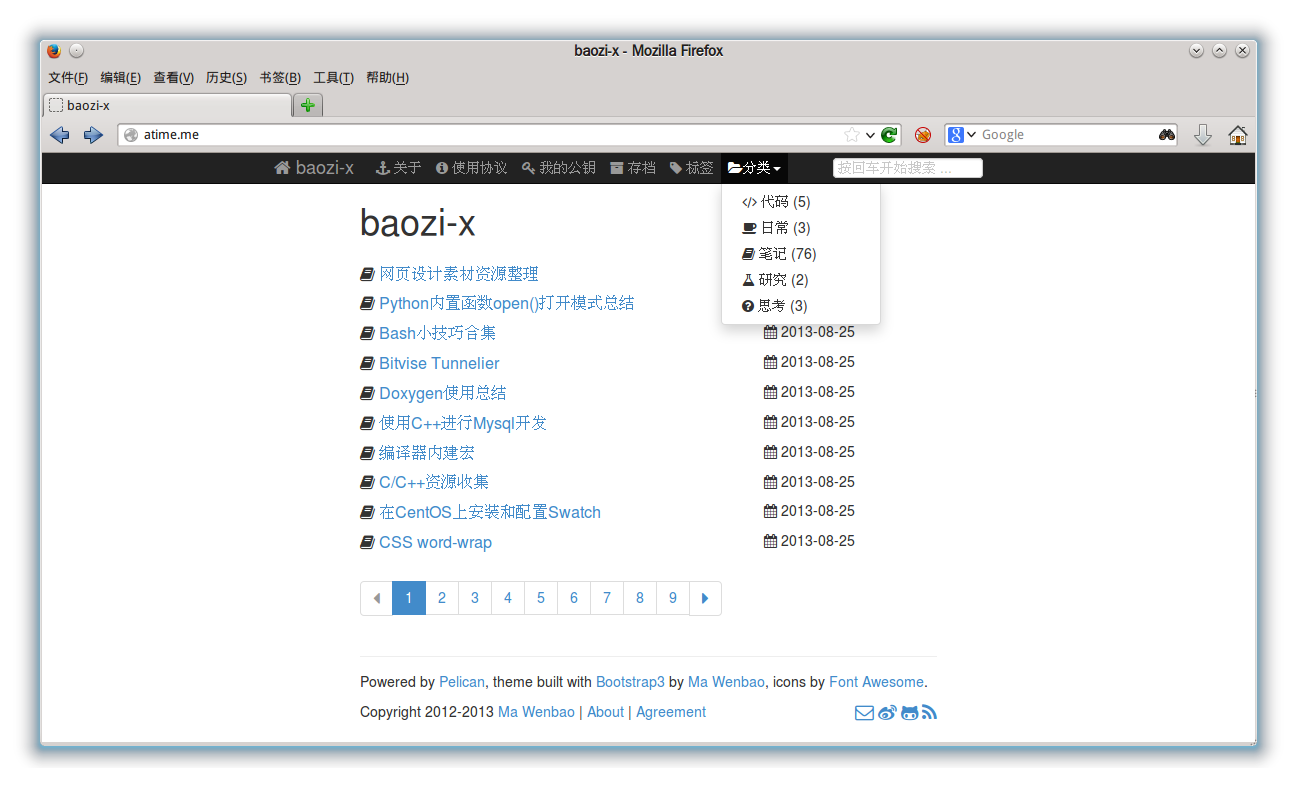 baozi-x - Mozilla Firefox
文件(F) 编辑(E) 查看(V) 历史(S) 书签(B) 工具(T) 帮助(H)
baozi-x
atime.me
Google
baozi-x 关于 使用协议 我的公钥 存档 标签 分类 按回车开始搜索 ...
代码 (5)
日常 (3)
笔记 (76)
研究 (2)
思考 (3)
baozi-x
网页设计素材资源整理
Python内置函数open()打开模式总结
Bash小技巧合集 2013-08-25
Bitvise Tunnelier 2013-08-25
Doxygen使用总结 2013-08-25
使用C++进行Mysql开发 2013-08-25
编译器内建宏 2013-08-25
C/C++资源收集 2013-08-25
在CentOS上安装和配置Swatch 2013-08-25
CSS word-wrap 2013-08-25
1 2 3 4 5 6 7 8 9
Powered by Pelican, theme built with Bootstrap3 by Ma Wenbao, icons by Font Awesome.
Copyright 2012-2013 Ma Wenbao | About | Agreement